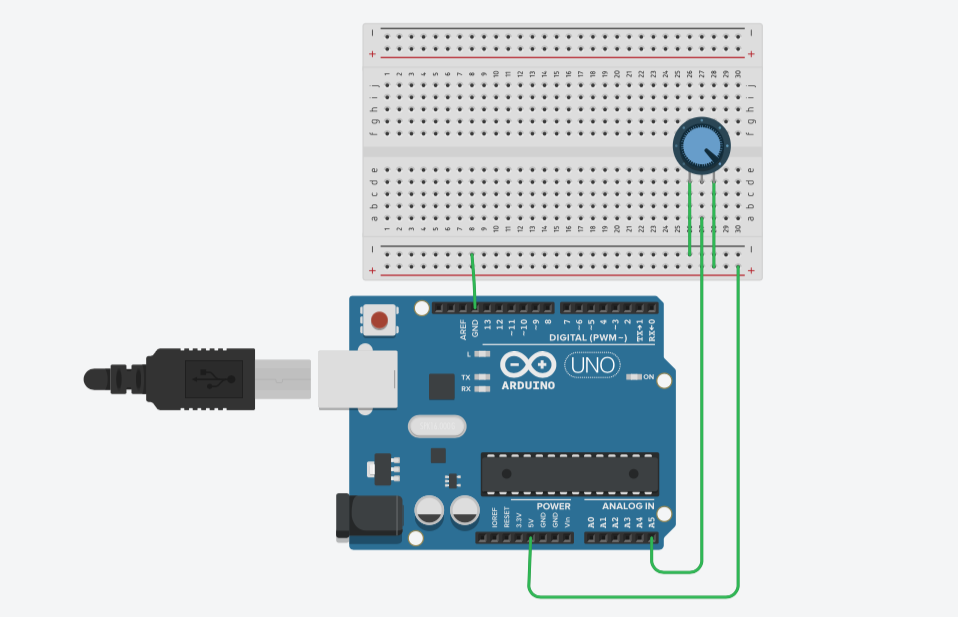 − −
+ +
1 2 3 4 5 6 7 8 9 10 11 12 13 14 15 16 17 18 19 20 21 22 23 24 25 26 27 28 29 30
j j
i i
h h
g g
f f
e e
d d
c c
b b
a a
1 2 3 4 5 6 7 8 9 10 11 12 13 14 15 16 17 18 19 20 21 22 23 24 25 26 28 29 30
− −
+ +
AREF GND 13 12 ~11 ~10 ~9 8 7 ~6 ~5 4 ~3 2 TX→1 RX←0
DIGITAL (PWM~)
L
TX
RX
UNO
ON
ARDUINO
POWER ANALOG IN
IOREF RESET 3.3V 5V GND GND Vin A0 A1 A2 A3 A4 A5